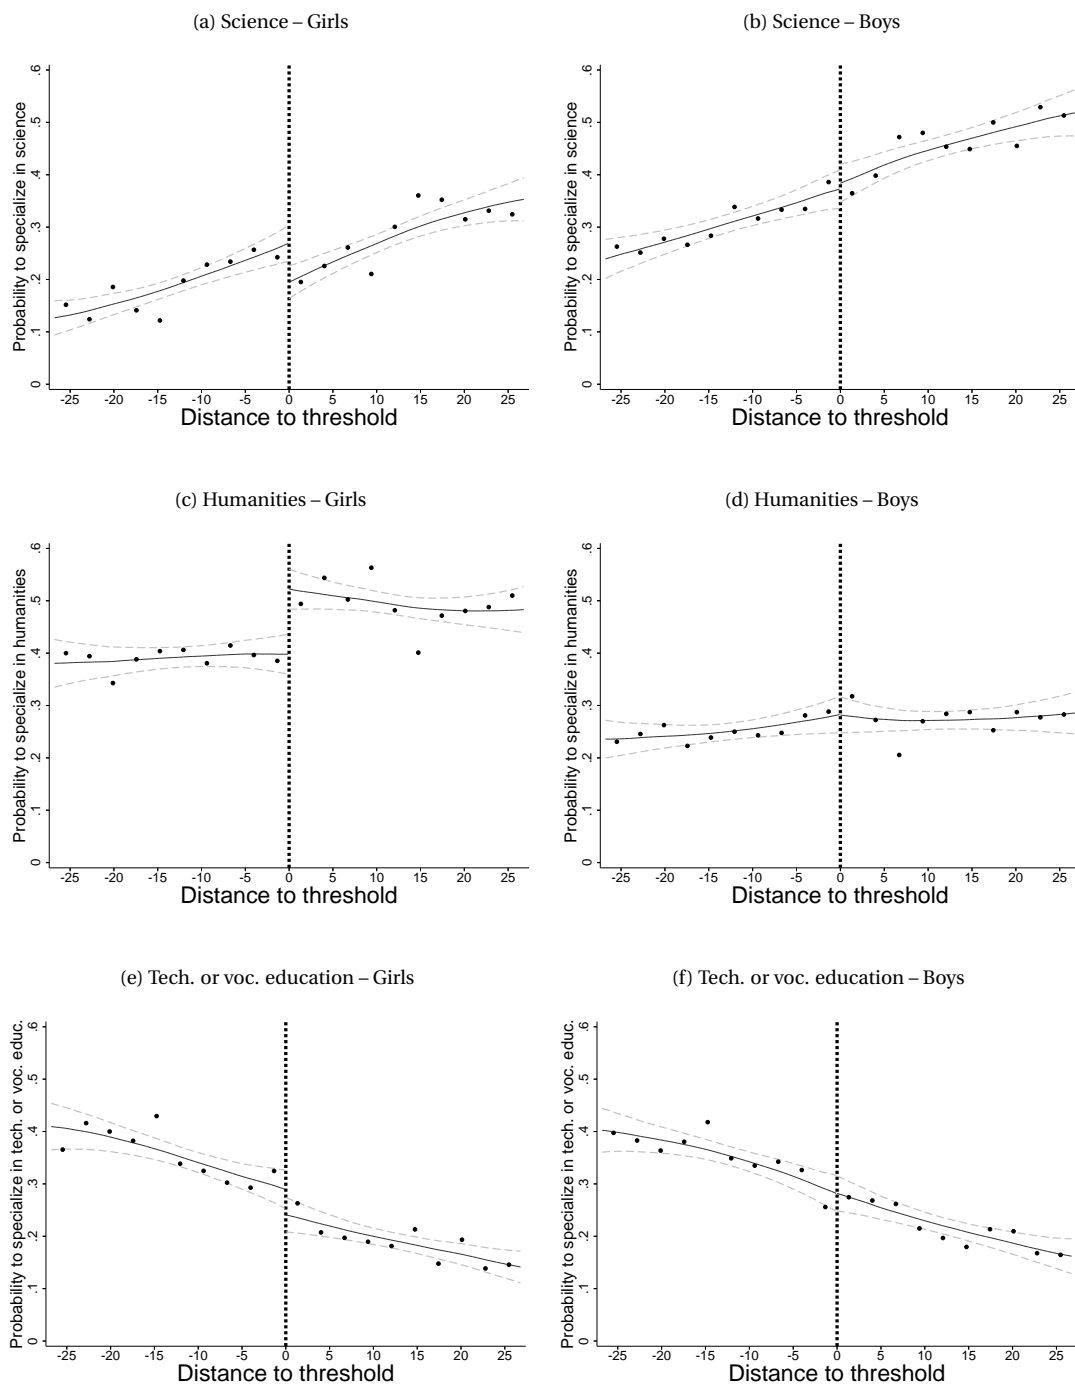 (a) Science – Girls
Probability to specialize in science
0 .1 .2 .3 .4 .5 .6
-25 -20 -15 -10 -5 0 5 10 15 20 25
Distance to threshold
(b) Science – Boys
Probability to specialize in science
0 .1 .2 .3 .4 .5 .6
-25 -20 -15 -10 -5 0 5 10 15 20 25
Distance to threshold
(c) Humanities – Girls
Probability to specialize in humanities
0 .1 .2 .3 .4 .5 .6
-25 -20 -15 -10 -5 0 5 10 15 20 25
Distance to threshold
(d) Humanities – Boys
Probability to specialize in humanities
0 .1 .2 .3 .4 .5 .6
-25 -20 -15 -10 -5 0 5 10 15 20 25
Distance to threshold
(e) Tech. or voc. education – Girls
Probability to specialize in tech. or voc. educ.
0 .1 .2 .3 .4 .5 .6
-25 -20 -15 -10 -5 0 5 10 15 20 25
Distance to threshold
(f) Tech. or voc. education – Boys
Probability to specialize in tech. or voc. educ.
0 .1 .2 .3 .4 .5 .6
-25 -20 -15 -10 -5 0 5 10 15 20 25
Distance to threshold